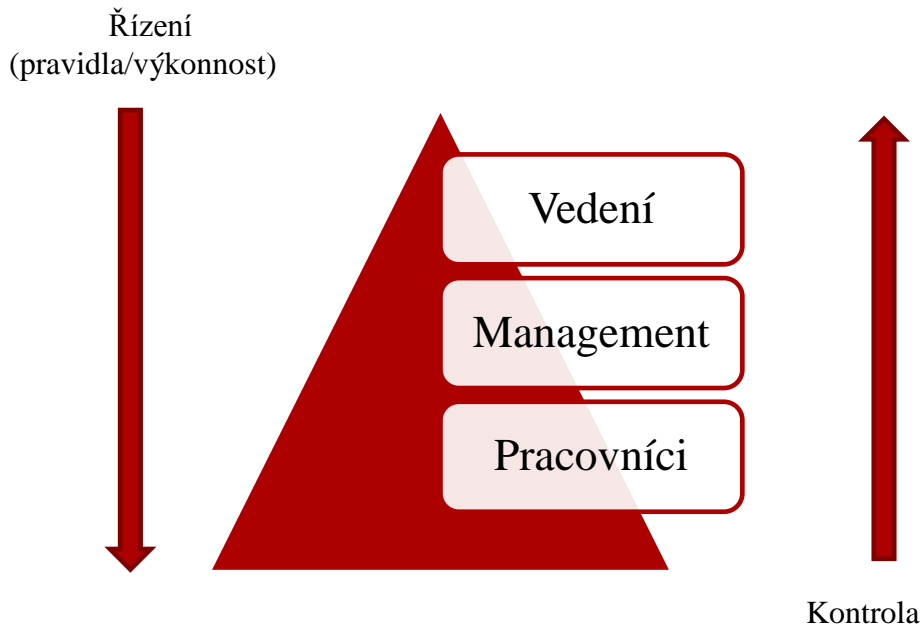 Řízení
(pravidla/výkonnost)
Vedení
Management
Pracovníci
Kontrola